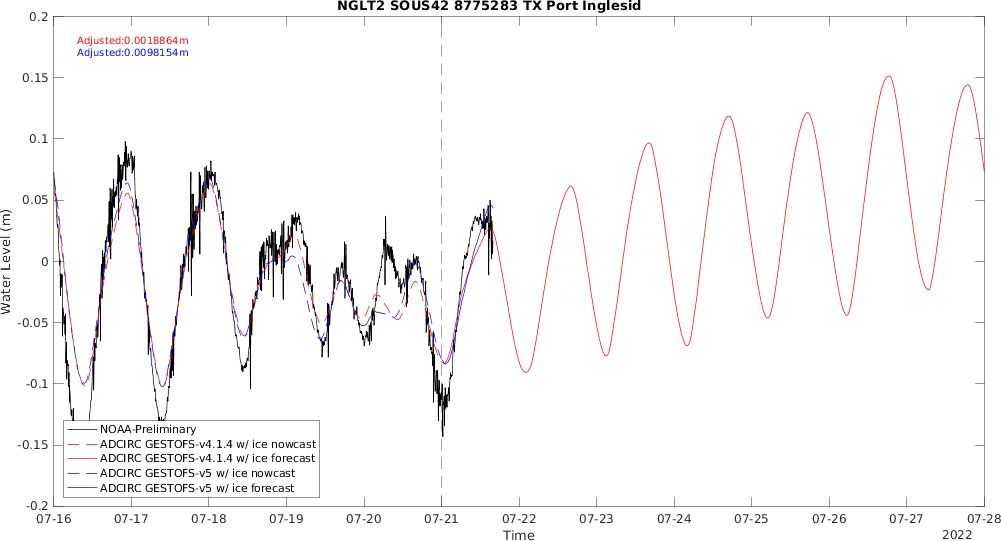 NGLT2 SOUS42 8775283 TX Port Inglesid
Adjusted:0.0018864m
Adjusted:0.0098154m
0.2
0.15
0.1
0.05
0
-0.05
-0.1
-0.15
-0.2
Water Level (m)
NOAA-Preliminary
ADCIRC GESTOFS-v4.1.4 w/ ice nowcast
ADCIRC GESTOFS-v4.1.4 w/ ice forecast
ADCIRC GESTOFS-v5 w/ ice nowcast
ADCIRC GESTOFS-v5 w/ ice forecast
07-16 07-17 07-18 07-19 07-20 07-21 07-22 07-23 07-24 07-25 07-26 07-27 07-28
Time
2022